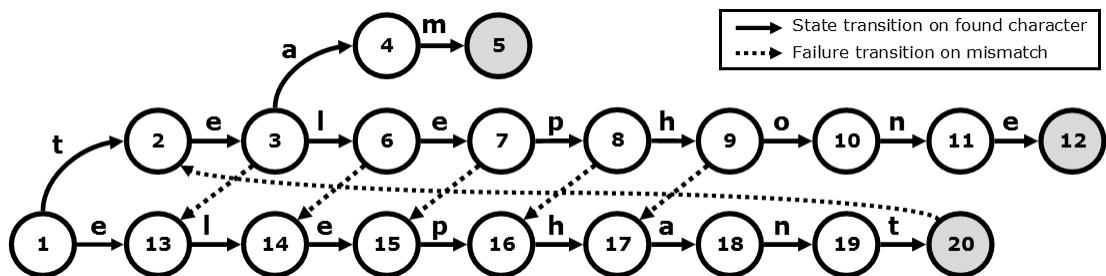 State transition on found character
Failure transition on mismatch
a 4 m 5
t 2 e 3 l 6 e 7 p 8 h 9 o 10 n 11 e 12
1 e 13 l 14 e 15 p 16 h 17 a 18 n 19 t 20